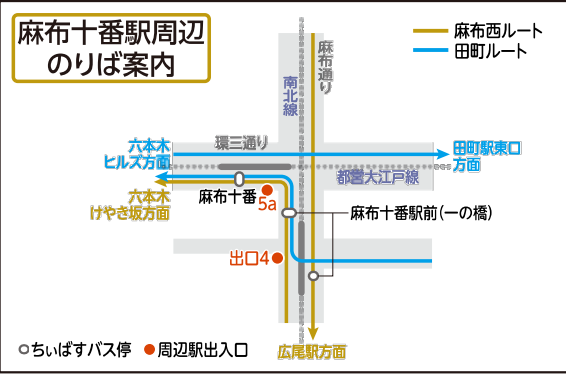 麻布十番駅周辺
のりば案内
麻布西ルート
田町ルート
麻布通り
南北線
六本木
ヒルズ方面
環三通り
田町駅東口
方面
都営大江戸線
六本木
けやき坂方面
麻布十番
5a
麻布十番駅前(一の橋)
出口4
広尾駅方面
ちぃばすバス停
周辺駅出入口